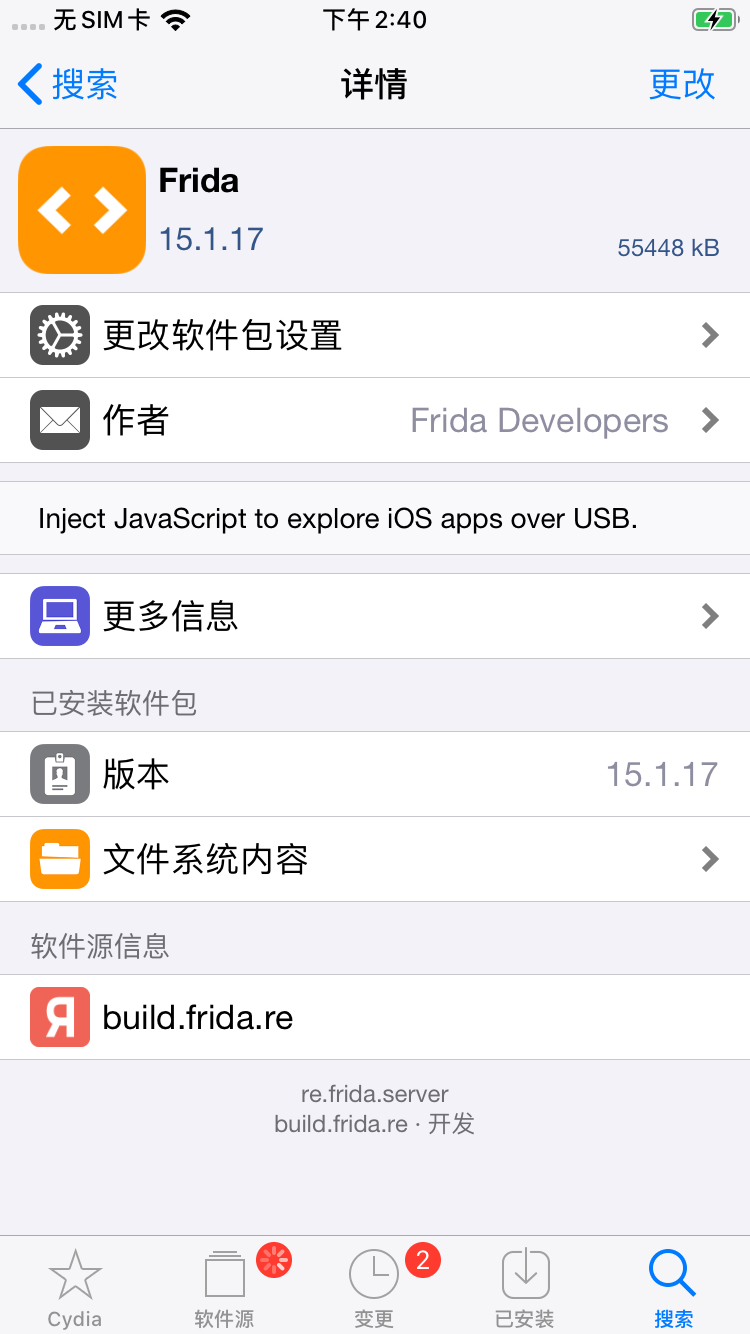 无SIM卡
下午2:40
搜索
详情
更改
Frida
15.1.17
55448 kB
更改软件包设置
作者
Frida Developers
Inject JavaScript to explore iOS apps over USB.
更多信息
已安装软件包
版本
15.1.17
文件系统内容
软件源信息
build.frida.re
re.frida.server
build.frida.re · 开发
2
Cydia
软件源
变更
已安装
搜索